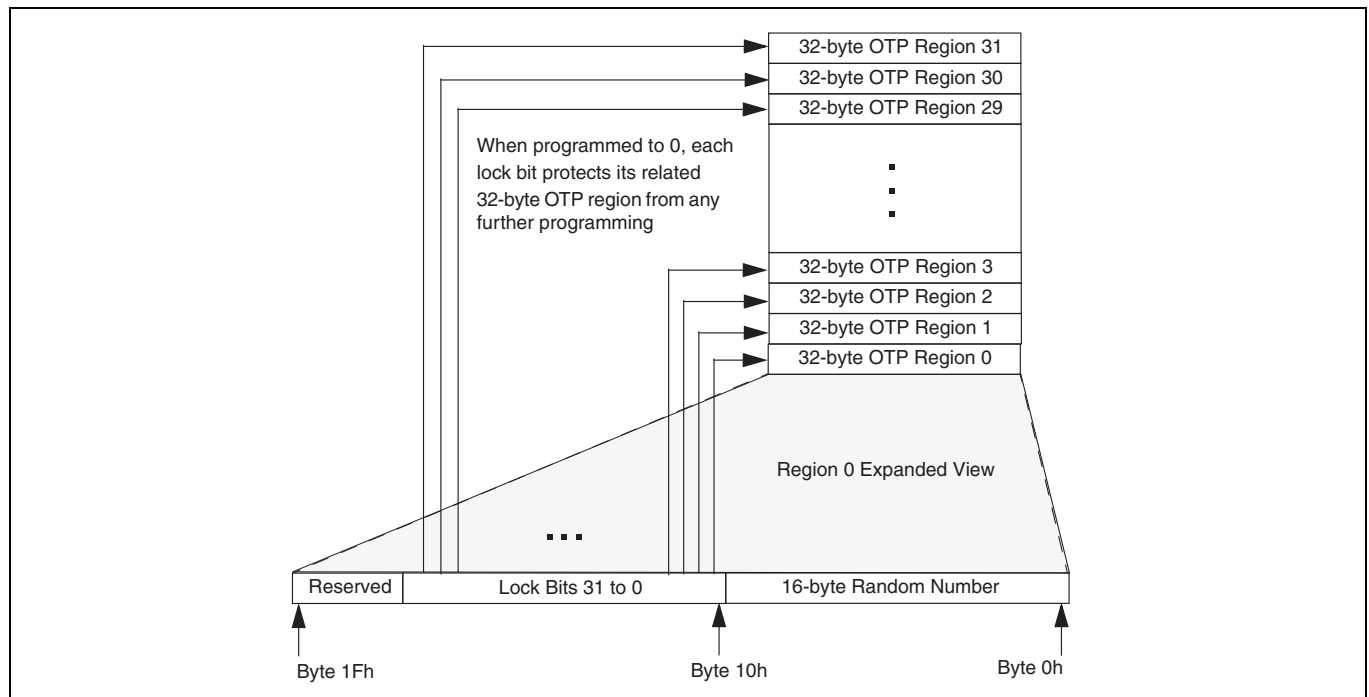 32-byte OTP Region 31
32-byte OTP Region 30
32-byte OTP Region 29
When programmed to 0, each
lock bit protects its related
32-byte OTP region from any
further programming
32-byte OTP Region 3
32-byte OTP Region 2
32-byte OTP Region 1
32-byte OTP Region 0
Region 0 Expanded View
Reserved
Lock Bits 31 to 0
16-byte Random Number
Byte 1Fh
Byte 10h
Byte 0h